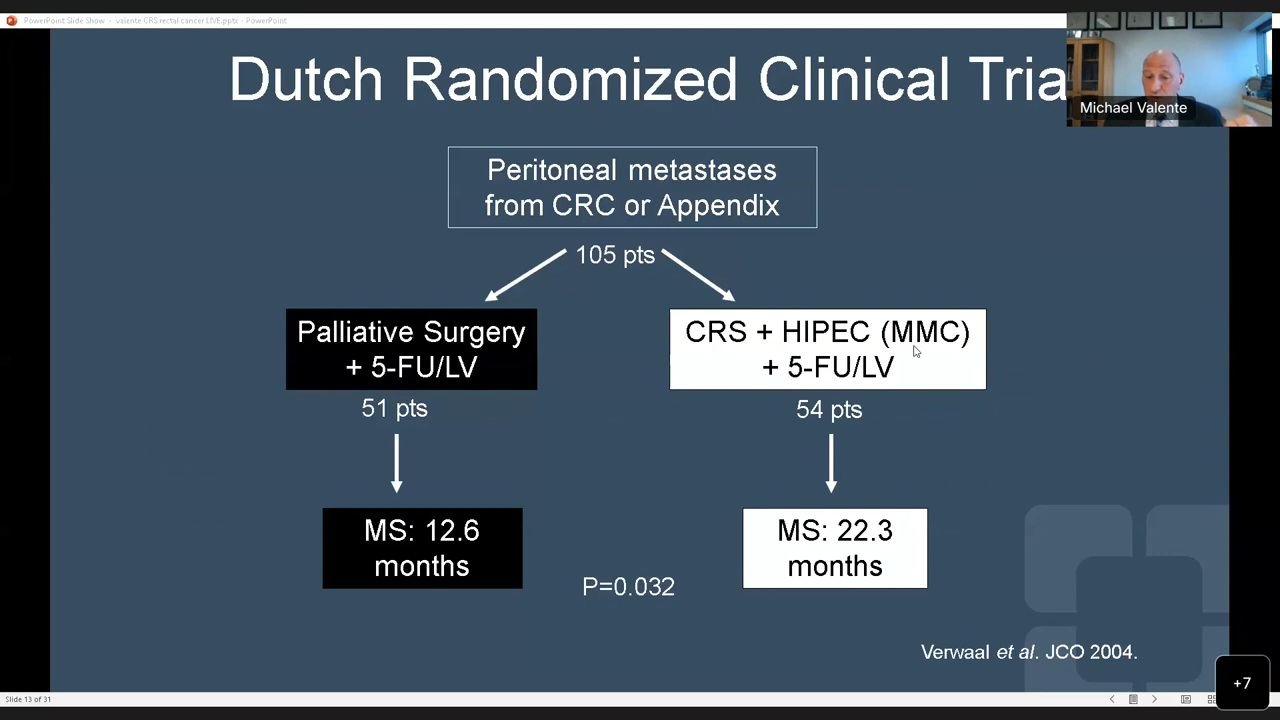 PowerPoint Slide Show - valente CRS rectal cancer LIVE.pptx - PowerPoint
Dutch Randomized Clinical Tria
Michael Valente
Peritoneal metastases
from CRC or Appendix
105 pts
Palliative Surgery
+ 5-FU/LV
CRS + HIPEC (MMC)
+ 5-FU/LV
51 pts
54 pts
MS: 12.6
months
MS: 22.3
months
P=0.032
Verwaal et al. JCO 2004.
+7
Slide 13 of 31